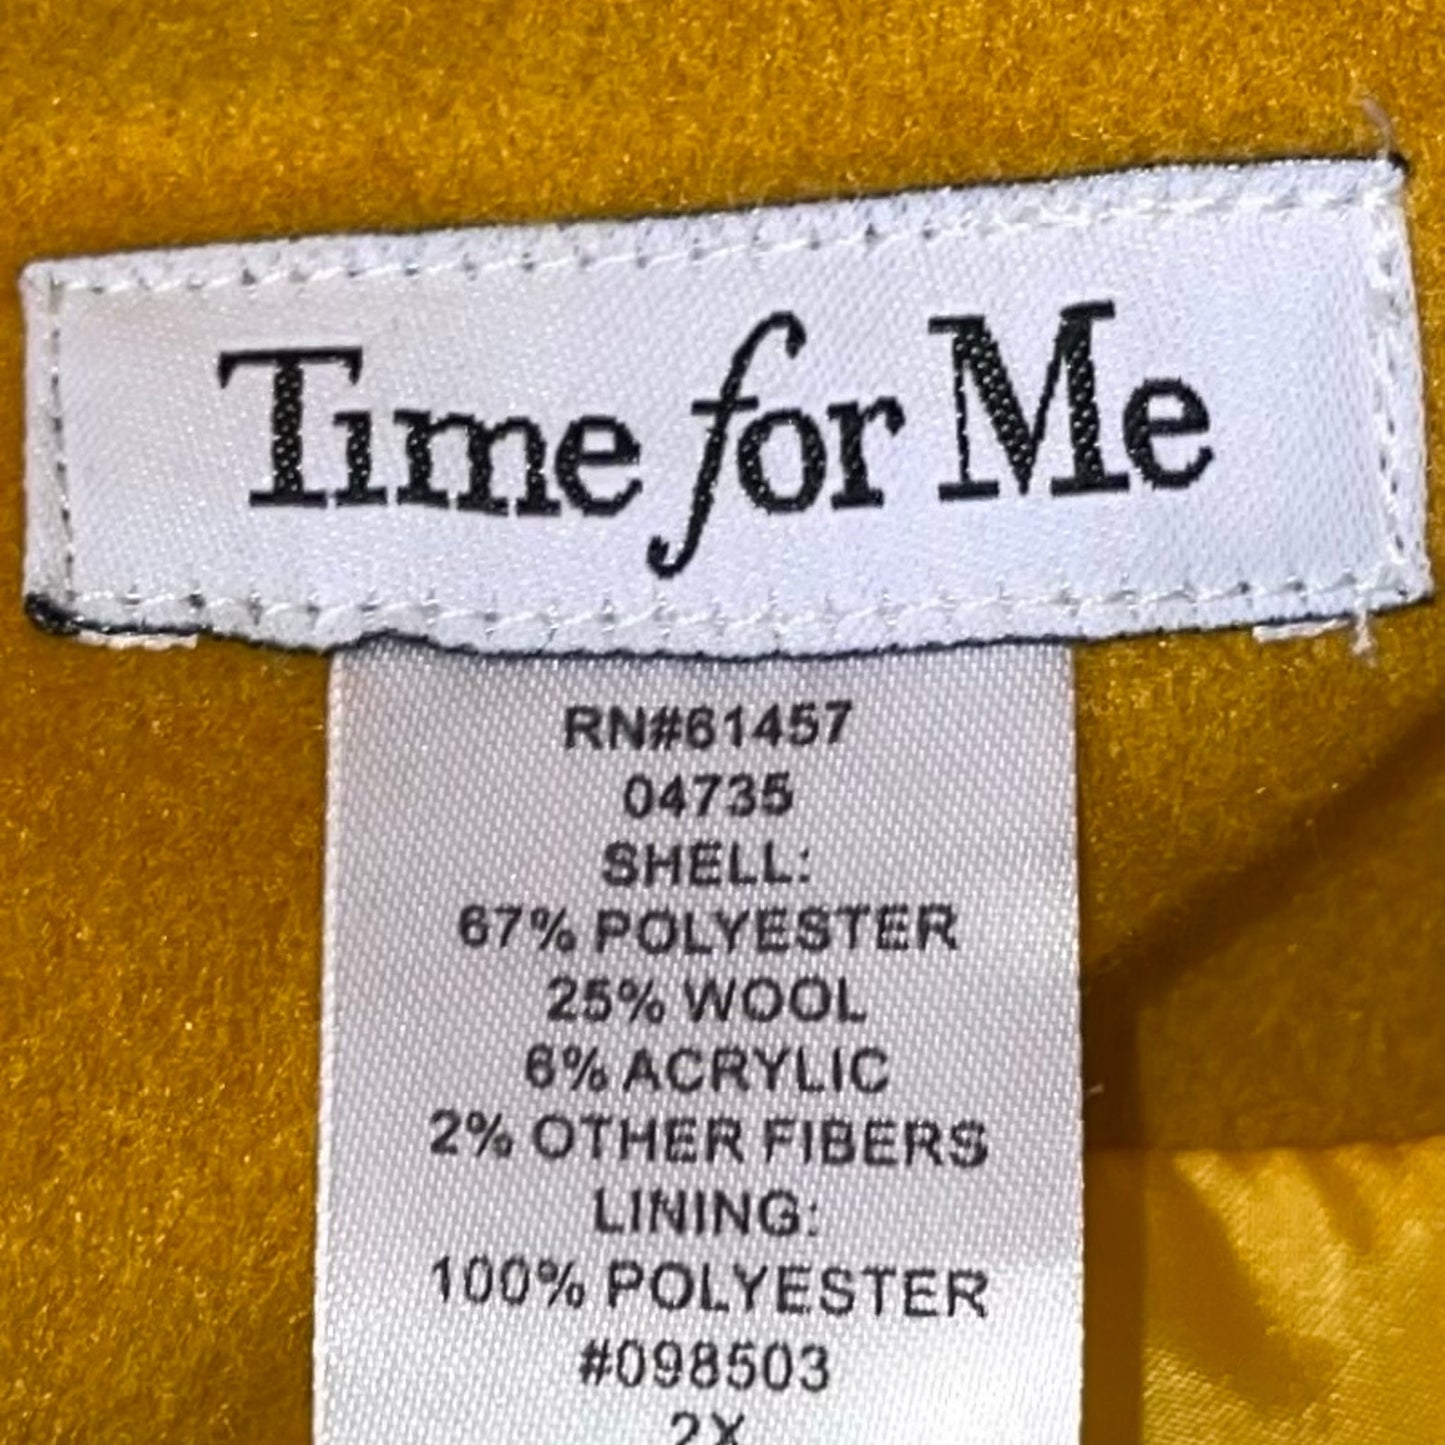 Time for Me
RN#61457
04735
SHELL:
67% POLYESTER
25% WOOL
6% ACRYLIC
2% OTHER FIBERS
LINING:
100% POLYESTER
#098503
2X